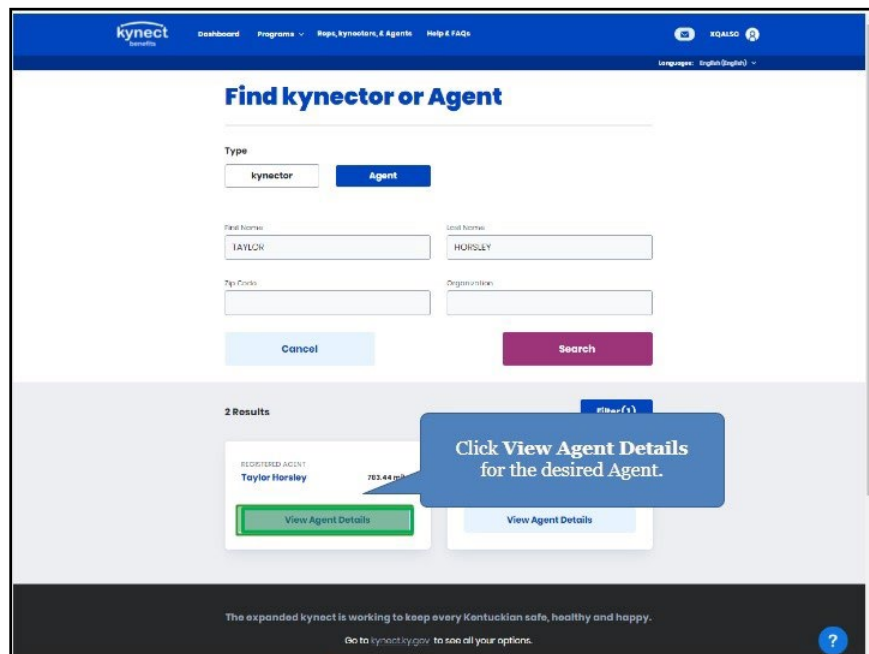 kynect
benefits
Dashboard Programs Reps, kynectors, & Agents Help & FAQs XQALSO
Languages: English (English)
Find kynector or Agent
Type
kynector Agent
First Name Last Name
TAYLOR HORSLEY
Zip Code Organization
Cancel Search
2 Results Filter(1)
Click View Agent Details
for the desired Agent.
REGISTERED AGENT
Taylor Horsley 783.44
View Agent Details View Agent Details
The expanded kynect is working to keep every Kentuckian safe, healthy and happy.
Go to kynect.ky.gov to see all your options.
?